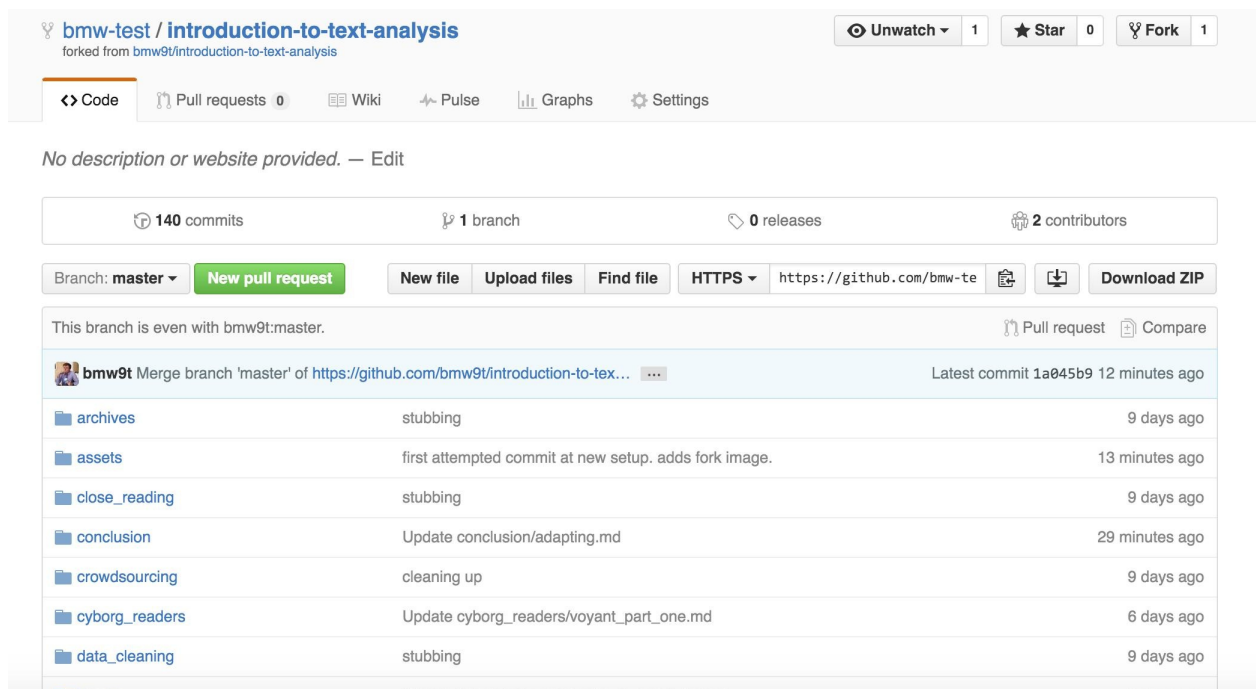 bmw-test / introduction-to-text-analysis
Unwatch 1 Star 0 Fork 1
forked from bmw9t/introduction-to-text-analysis
Code Pull requests 0 Wiki Pulse Graphs Settings
No description or website provided. — Edit
140 commits 1 branch 0 releases 2 contributors
Branch: master New pull request New file Upload files Find file HTTPS https://github.com/bmw-te Download ZIP
This branch is even with bmw9t:master. Pull request Compare
bmw9t Merge branch 'master' of https://github.com/bmw9t/introduction-to-tex… ... Latest commit 1a045b9 12 minutes ago
archives stubbing 9 days ago
assets first attempted commit at new setup. adds fork image. 13 minutes ago
close_reading stubbing 9 days ago
conclusion Update conclusion/adapting.md 29 minutes ago
crowdsourcing cleaning up 9 days ago
cyborg_readers Update cyborg_readers/voyant_part_one.md 6 days ago
data_cleaning stubbing 9 days ago